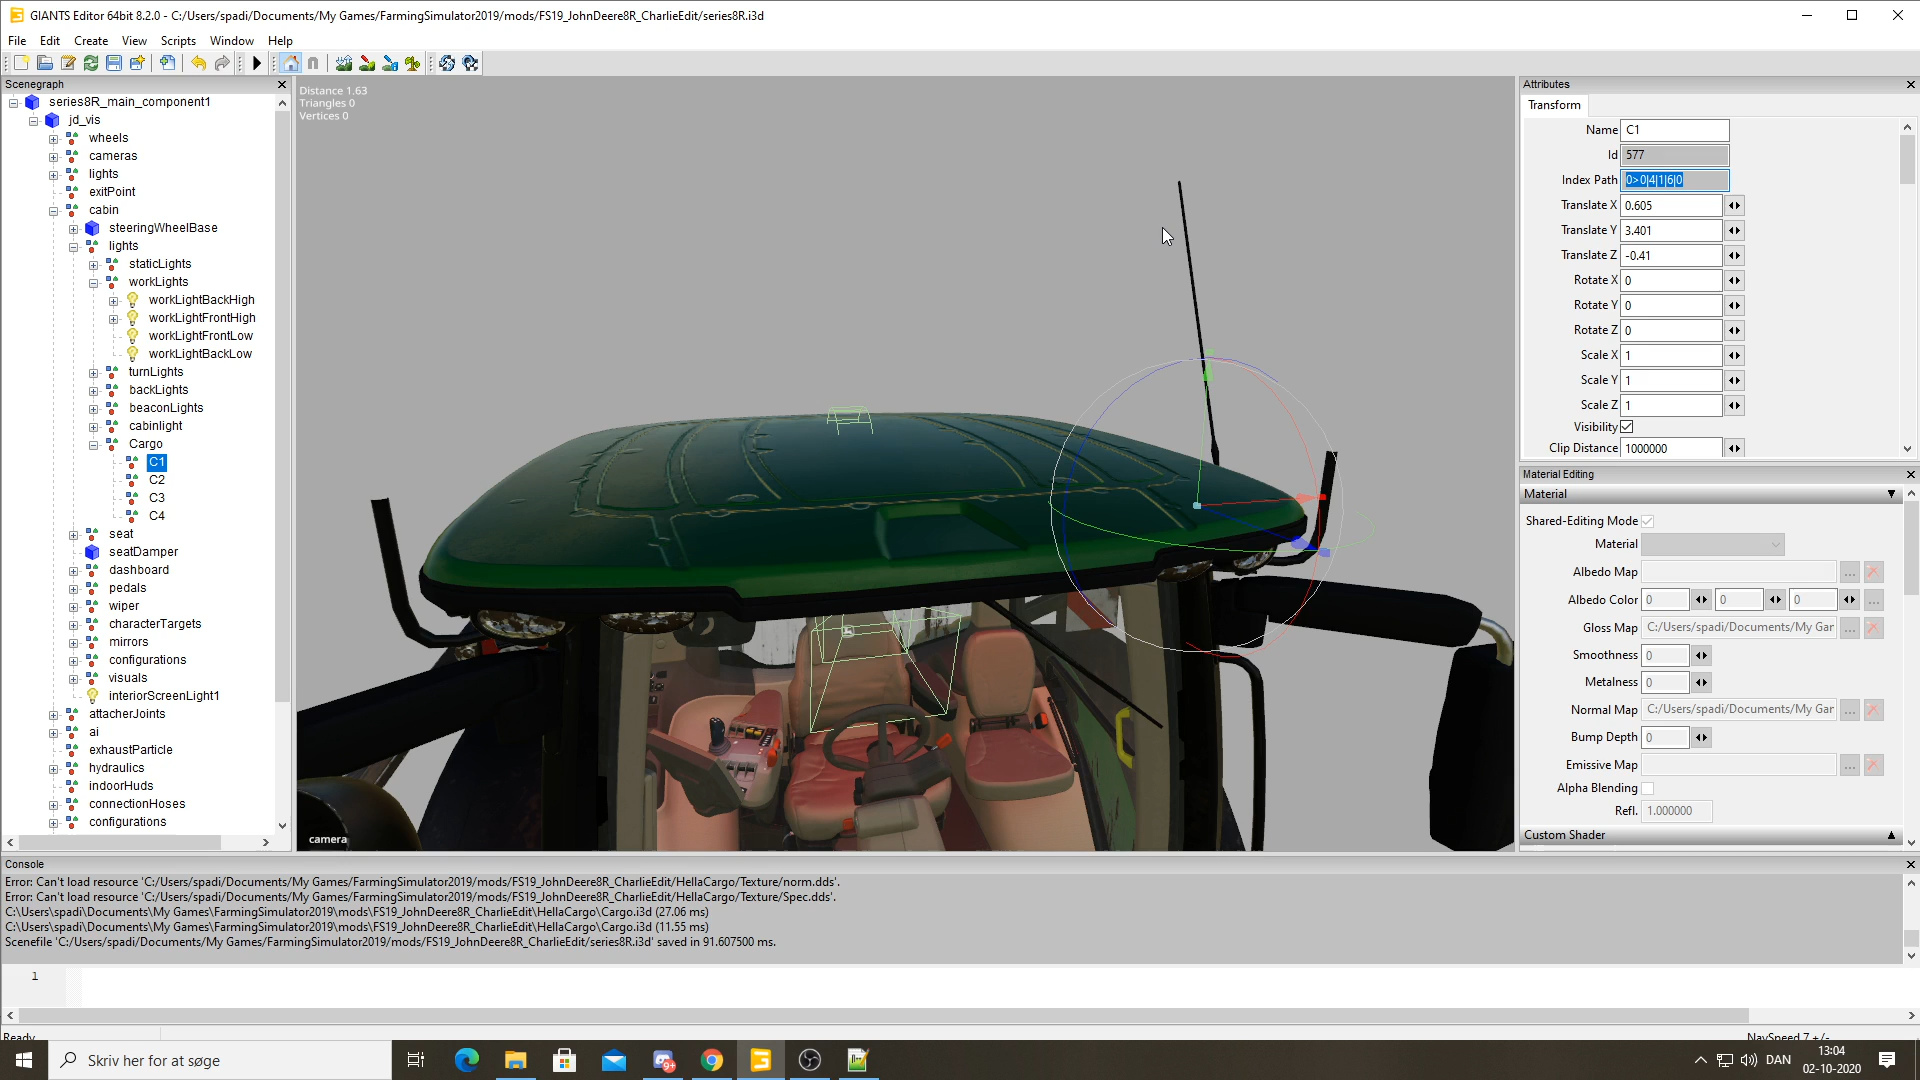 GIANTS Editor 64bit 8.2.0 - C:/Users/spadi/Documents/My Games/FarmingSimulator2019/mods/FS19_JohnDeere8R_CharlieEdit/series8R.i3d
File Edit Create View Scripts Window Help
Scenegraph
series8R_main_component1
jd_vis
wheels
cameras
lights
exitPoint
cabin
steeringWheelBase
lights
staticLights
workLights
workLightBackHigh
workLightFrontHigh
workLightFrontLow
workLightBackLow
turnLights
backLights
beaconLights
cabinlight
Cargo
C1
C2
C3
C4
seat
seatDamper
dashboard
pedals
wiper
characterTargets
mirrors
configurations
visuals
interiorScreenLight1
attacherJoints
ai
exhaustParticle
hydraulics
indoorHuds
connectionHoses
configurations
Distance 1.63
Triangles 0
Vertices 0
camera
Attributes
Transform
Name C1
Id 577
Index Path 0>0|4|1|6|0
Translate X 0.605
Translate Y 3.401
Translate Z -0.41
Rotate X 0
Rotate Y 0
Rotate Z 0
Scale X 1
Scale Y 1
Scale Z 1
Visibility
Clip Distance 1000000
Material Editing
Material
Shared-Editing Mode
Material
Albedo Map ...
Albedo Color 0 0 0 ...
Gloss Map C:/Users/spadi/Documents/My Gar ...
Smoothness 0
Metalness 0
Normal Map C:/Users/spadi/Documents/My Gar ...
Bump Depth 0
Emissive Map ...
Alpha Blending
Refl. 1.000000
Custom Shader
Console
Error: Can't load resource 'C:/Users/spadi/Documents/My Games/FarmingSimulator2019/mods/FS19_JohnDeere8R_CharlieEdit/HellaCargo/Texture/norm.dds'.
Error: Can't load resource 'C:/Users/spadi/Documents/My Games/FarmingSimulator2019/mods/FS19_JohnDeere8R_CharlieEdit/HellaCargo/Texture/Spec.dds'.
C:\Users\spadi\Documents\My Games\FarmingSimulator2019\mods\FS19_JohnDeere8R_CharlieEdit\HellaCargo\Cargo.i3d (27.06 ms)
C:\Users\spadi\Documents\My Games\FarmingSimulator2019\mods\FS19_JohnDeere8R_CharlieEdit\HellaCargo\Cargo.i3d (11.55 ms)
Scenefile 'C:/Users/spadi/Documents/My Games/FarmingSimulator2019/mods/FS19_JohnDeere8R_CharlieEdit/series8R.i3d' saved in 91.607500 ms.
1
Ready NavSpeed 7 +/-
Skriv her for at søge
9+
DAN
13:04
02-10-2020